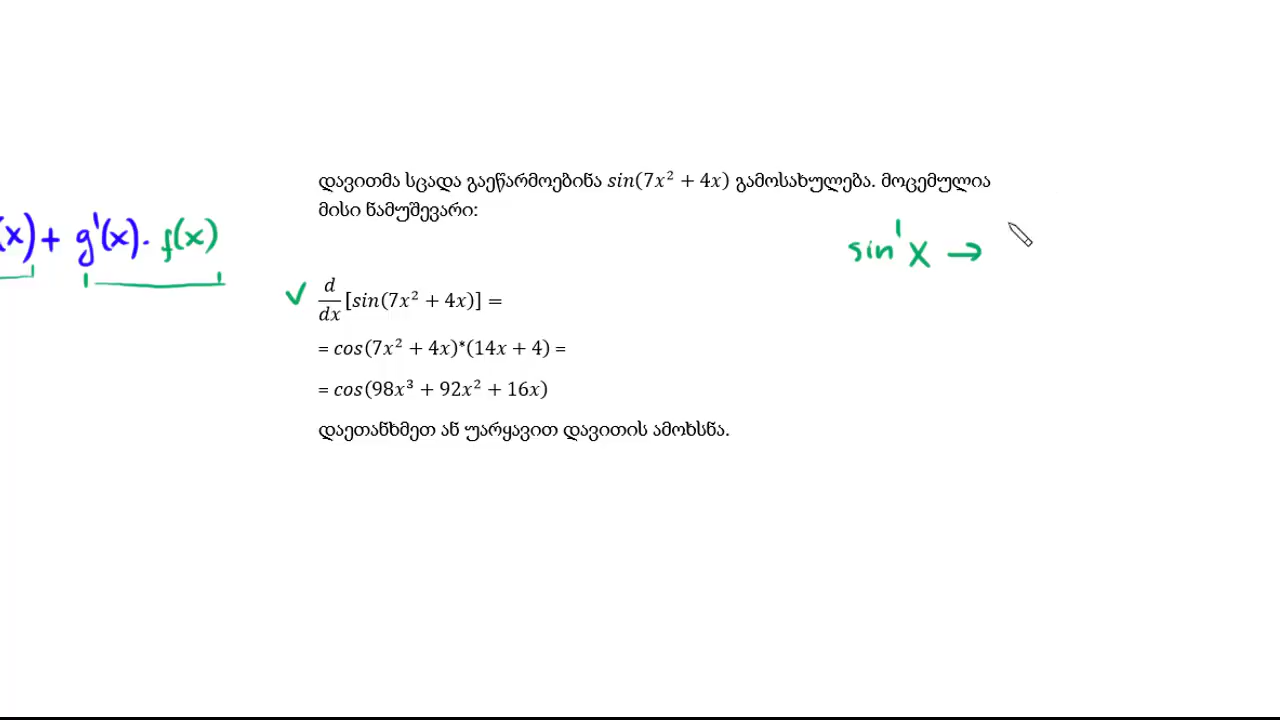 დავითმა სცადა გაეწარმოებინა sin(7x² + 4x) გამოსახულება. მოცემულია
მისი ნამუშევარი:
(x) + g'(x) · f(x)
sin'x →
✓ d/dx [sin(7x² + 4x)] =
= cos(7x² + 4x)*(14x + 4) =
= cos(98x³ + 92x² + 16x)
დაეთანხმეთ ან უარყავით დავითის ამოხსნა.